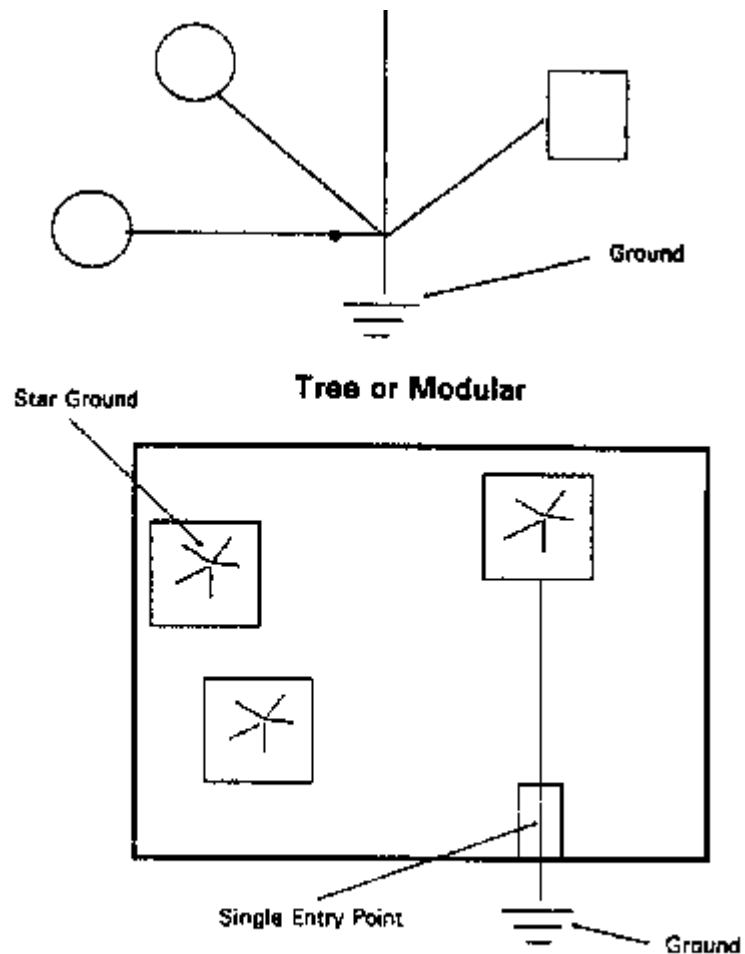 Ground
Tree or Modular
Star Ground
Single Entry Point
Ground